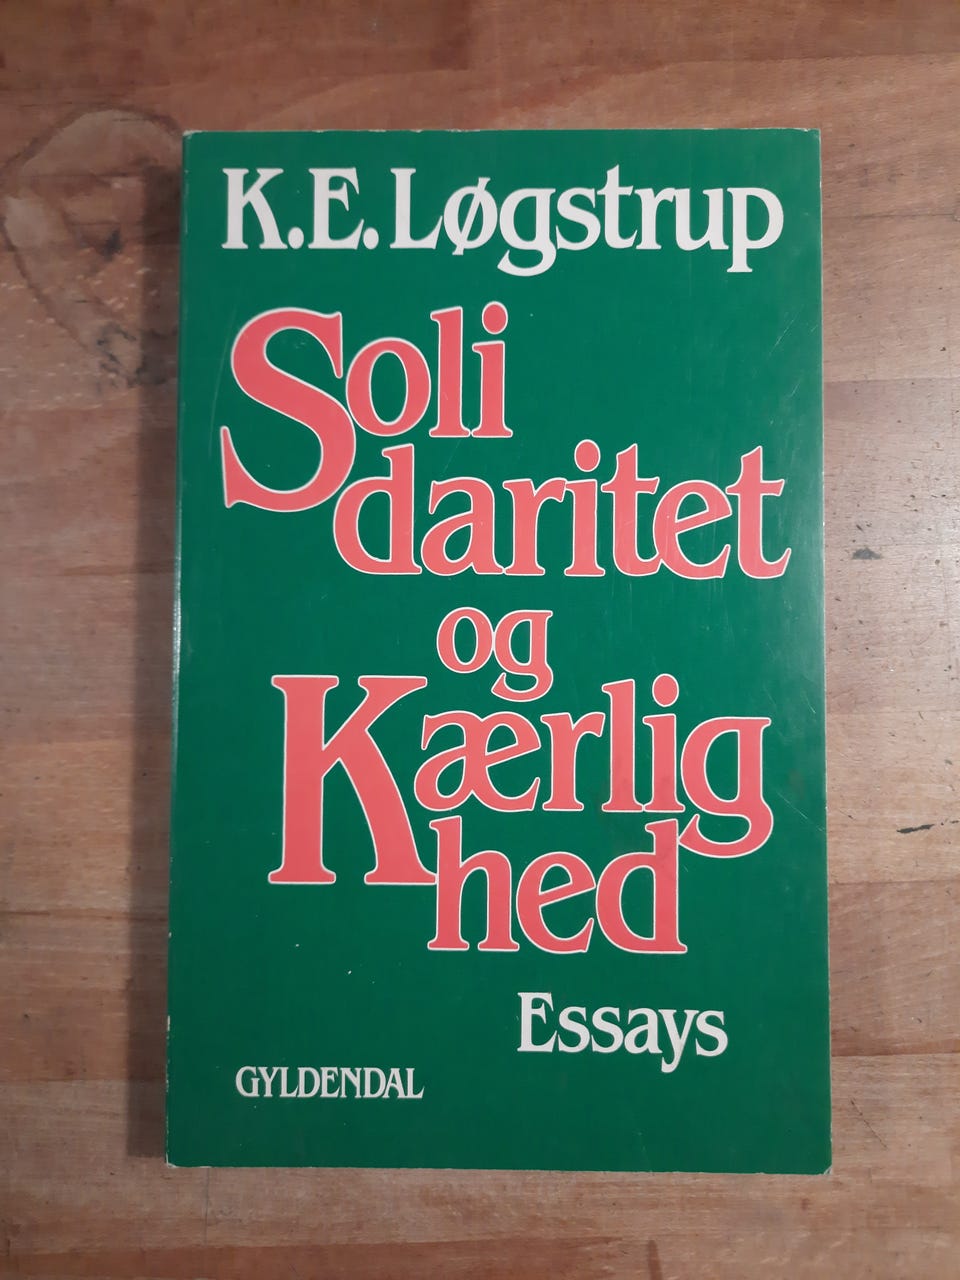 K.E. Løgstrup
Soli
daritet
og
Kærlig
hed
Essays
GYLDENDAL